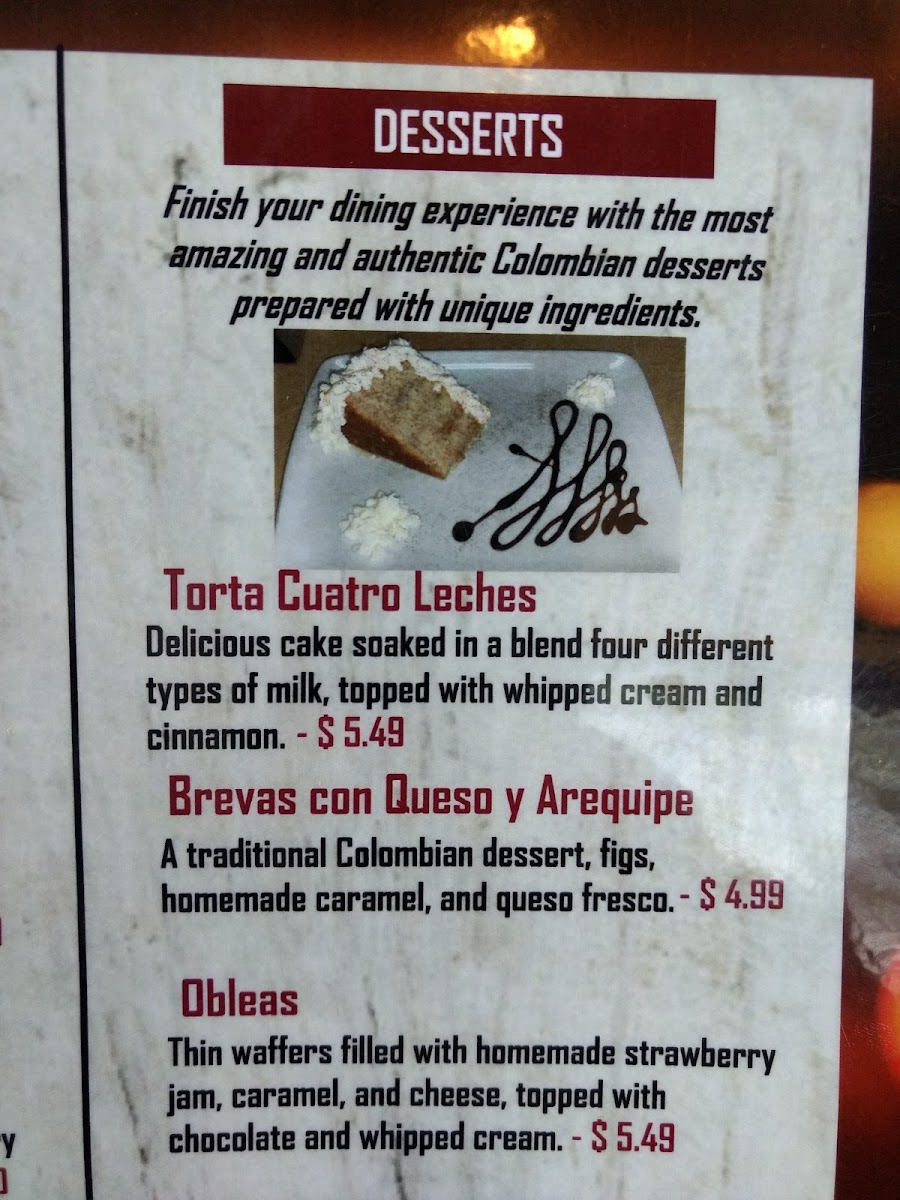 DESSERTS
Finish your dining experience with the most
amazing and authentic Colombian desserts
prepared with unique ingredients.
Torta Cuatro Leches
Delicious cake soaked in a blend four different
types of milk, topped with whipped cream and
cinnamon. - $ 5.49
Brevas con Queso y Arequipe
A traditional Colombian dessert, figs,
homemade caramel, and queso fresco. - $ 4.99
Obleas
Thin waffers filled with homemade strawberry
jam, caramel, and cheese, topped with
chocolate and whipped cream. - $ 5.49